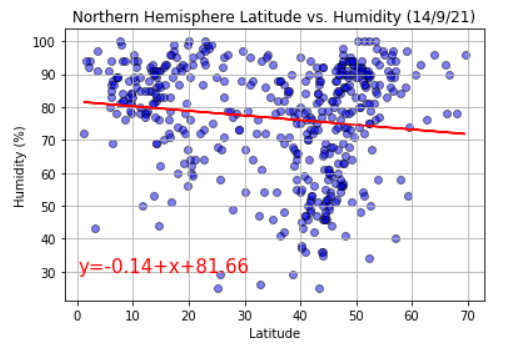 Northern Hemisphere Latitude vs. Humidity (14/9/21)
100
90
80
70
60
50
40
30
Humidity (%)
y=-0.14+x+81.66
0 10 20 30 40 50 60 70
Latitude